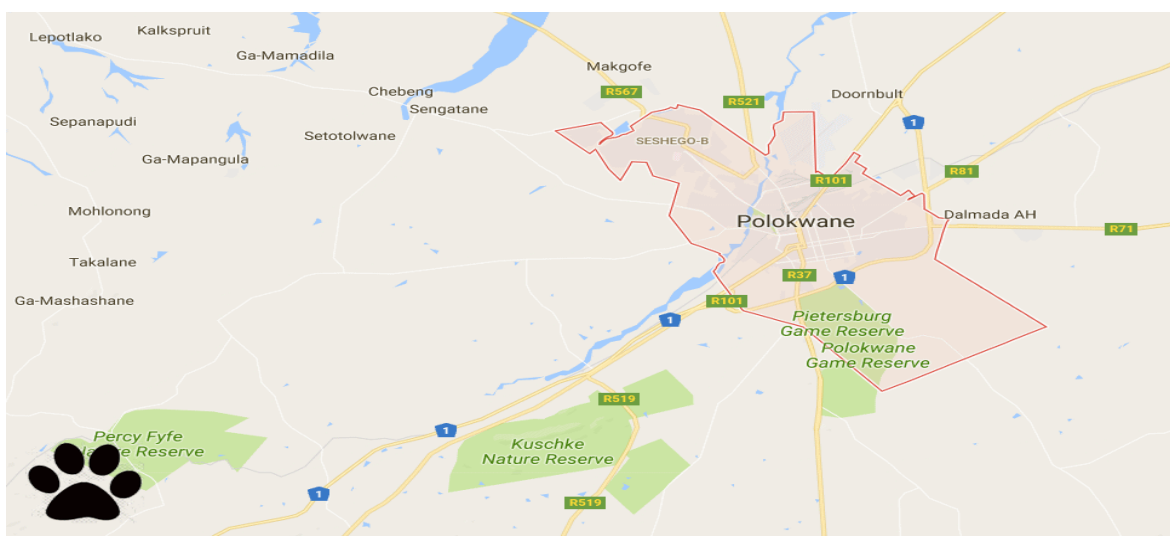 Lepotlako
Kalkspruit
Ga-Mamadila
Makgofe
Chebeng
R567
Doornbult
R521
Sengatane
Sepanapudi
1
Setotolwane
SESHEGO-B
Ga-Mapangula
R81
R101
Mohlonong
Dalmada AH
Polokwane
R71
Takalane
R37
1
Ga-Mashashane
R101
Pietersburg
Game Reserve
1
Polokwane
Game Reserve
R519
1
Percy Fyfe
Nature Reserve
Kuschke
Nature Reserve
1
R519